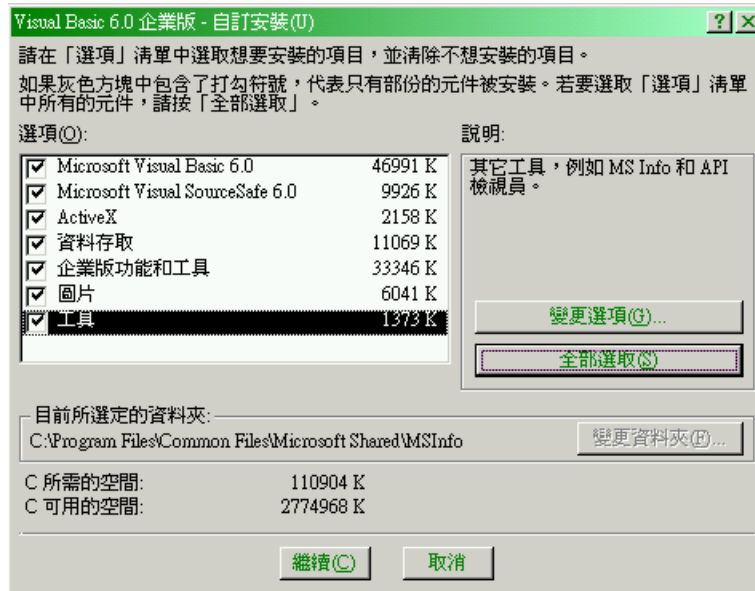 Visual Basic 6.0 企業版 - 自訂安裝(U)
請在「選項」清單中選取想要安裝的項目，並清除不想安裝的項目。
如果灰色方塊中包含了打勾符號，代表只有部份的元件被安裝。若要選取「選項」清單
中所有的元件，請按「全部選取」。
選項(O):
Microsoft Visual Basic 6.0 46991 K
Microsoft Visual SourceSafe 6.0 9926 K
ActiveX 2158 K
資料存取 11069 K
企業版功能和工具 33346 K
圖片 6041 K
工具 1373 K
說明:
其它工具，例如 MS Info 和 API
檢視員。
變更選項(G)...
全部選取(S)
目前所選定的資料夾:
C:\Program Files\Common Files\Microsoft Shared\MSInfo
變更資料夾(F)...
C 所需的空間: 110904 K
C 可用的空間: 2774968 K
繼續(C)
取消